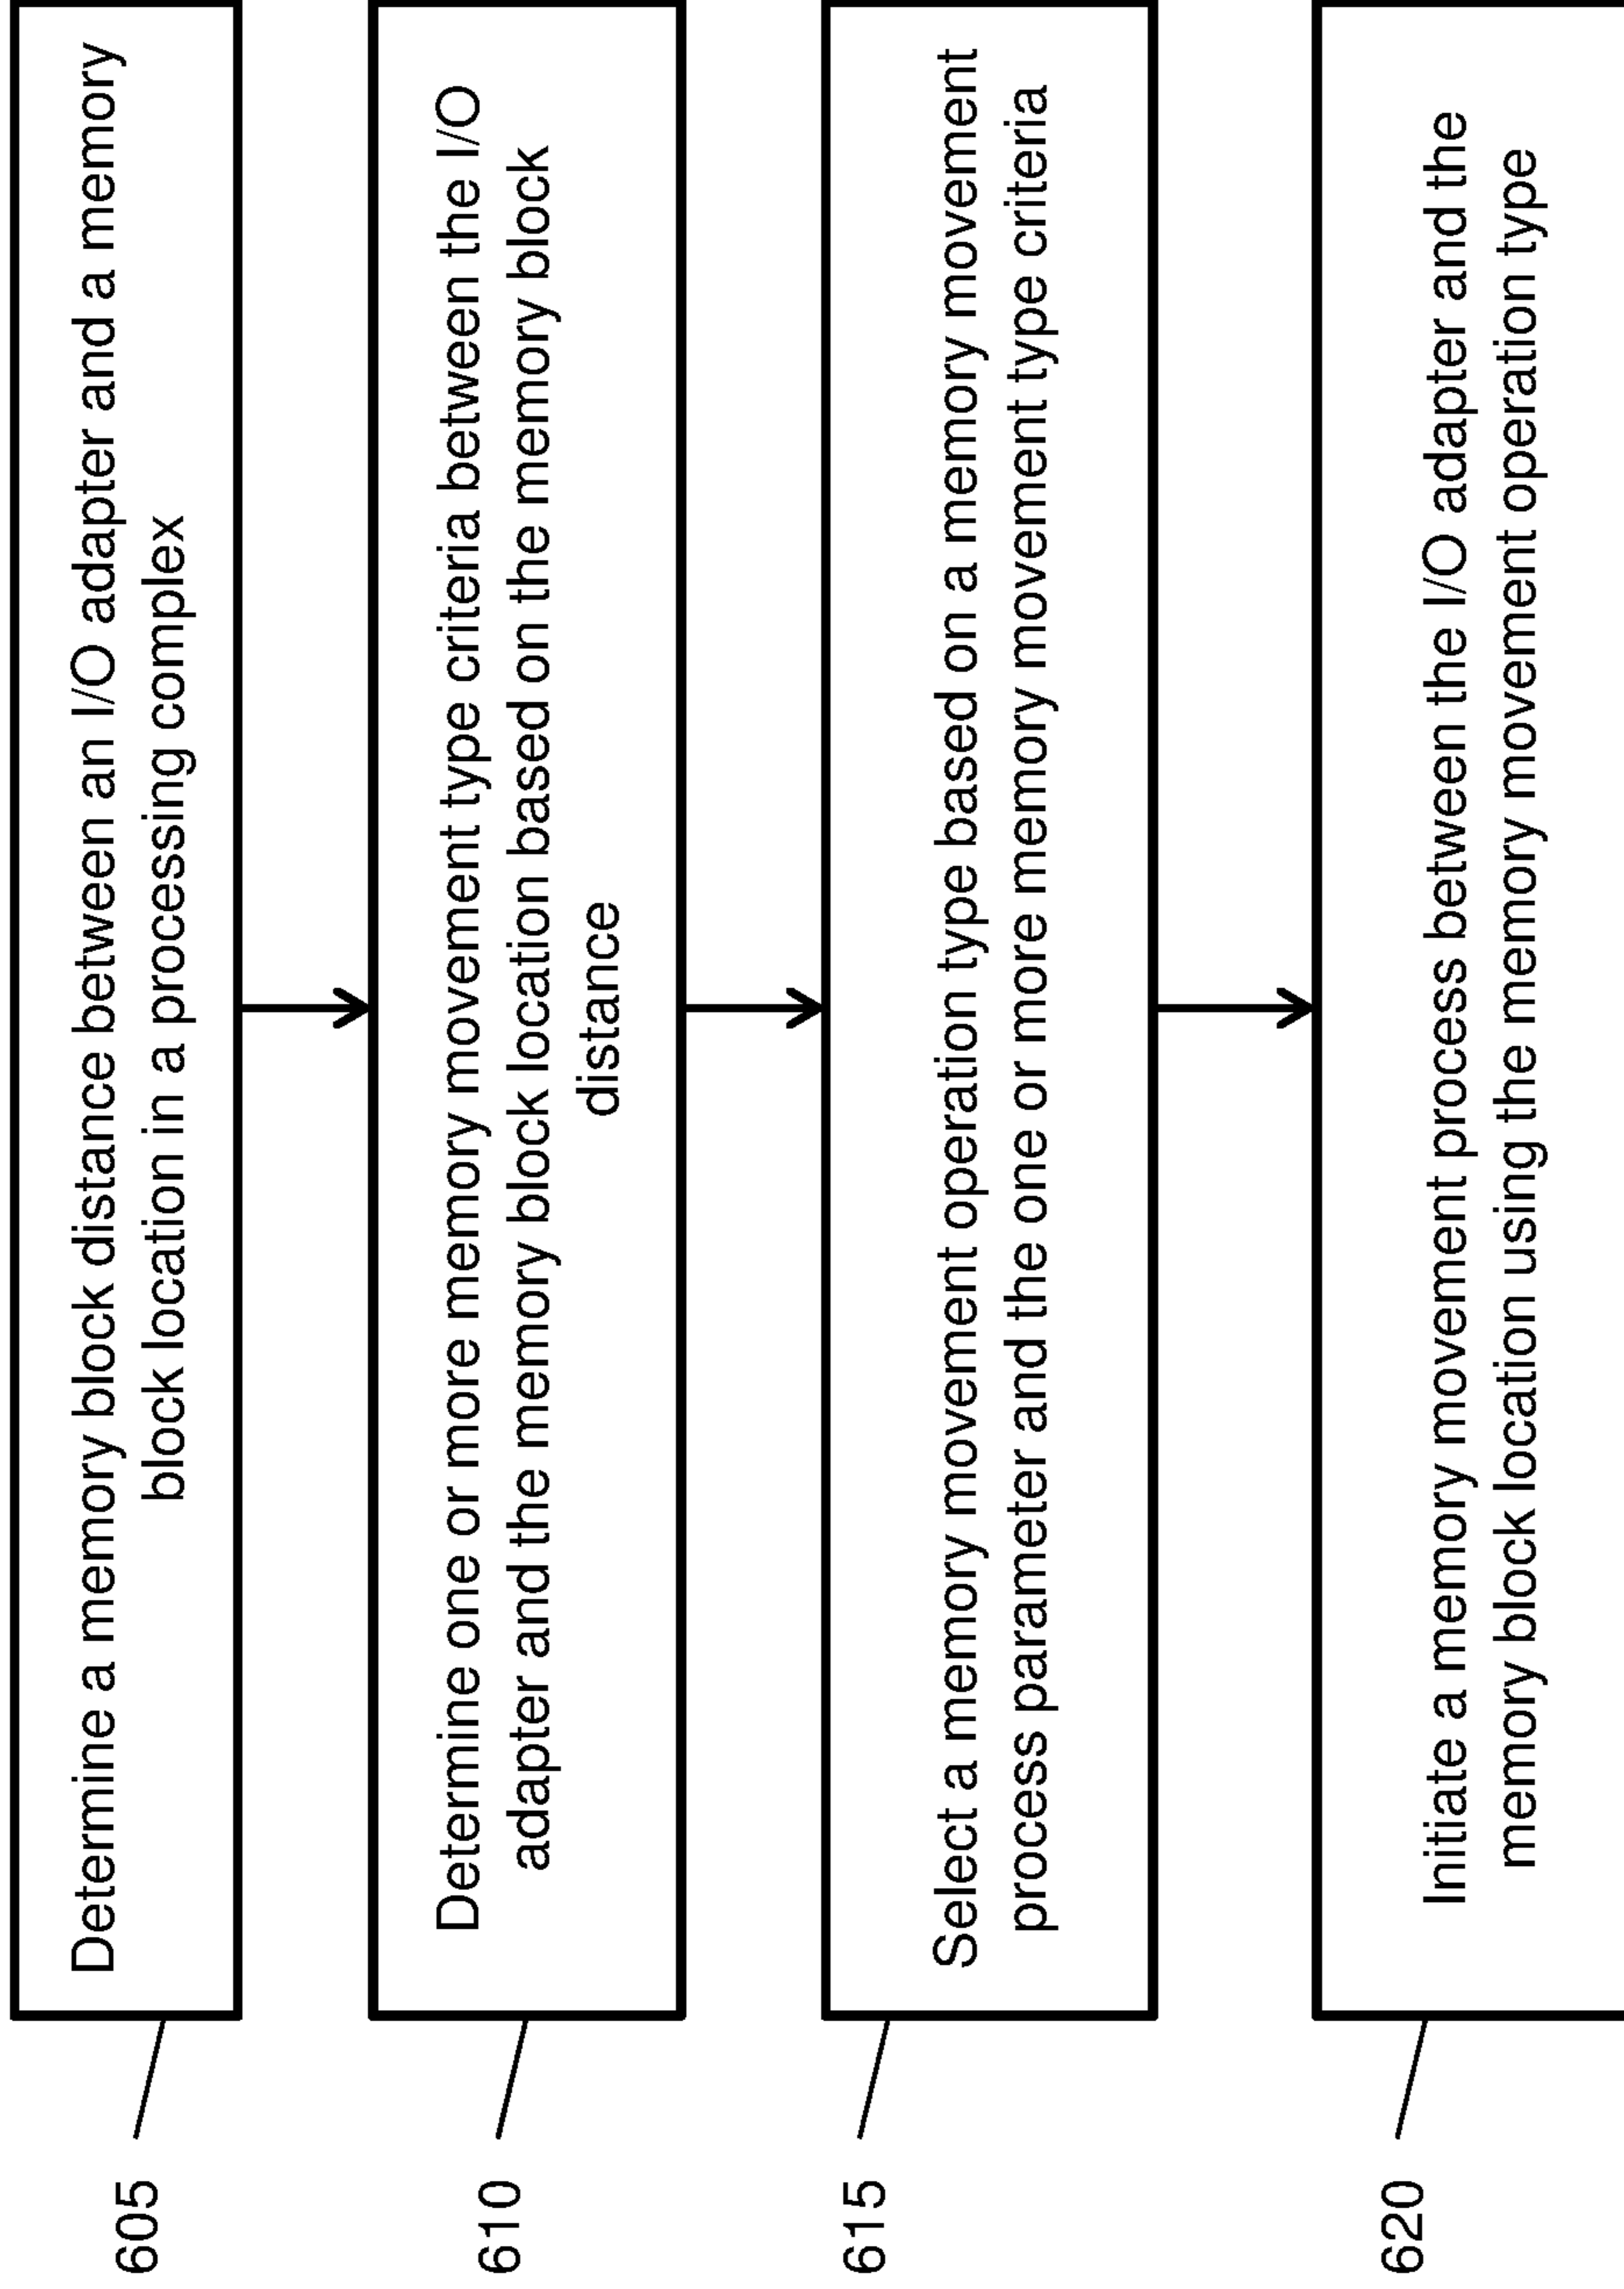 605
Determine a memory block distance between an I/O adapter and a memory
block location in a processing complex
610
Determine one or more memory movement type criteria between the I/O
adapter and the memory block location based on the memory block
distance
615
Select a memory movement operation type based on a memory movement
process parameter and the one or more memory movement type criteria
620
Initiate a memory movement process between the I/O adapter and the
memory block location using the memory movement operation type